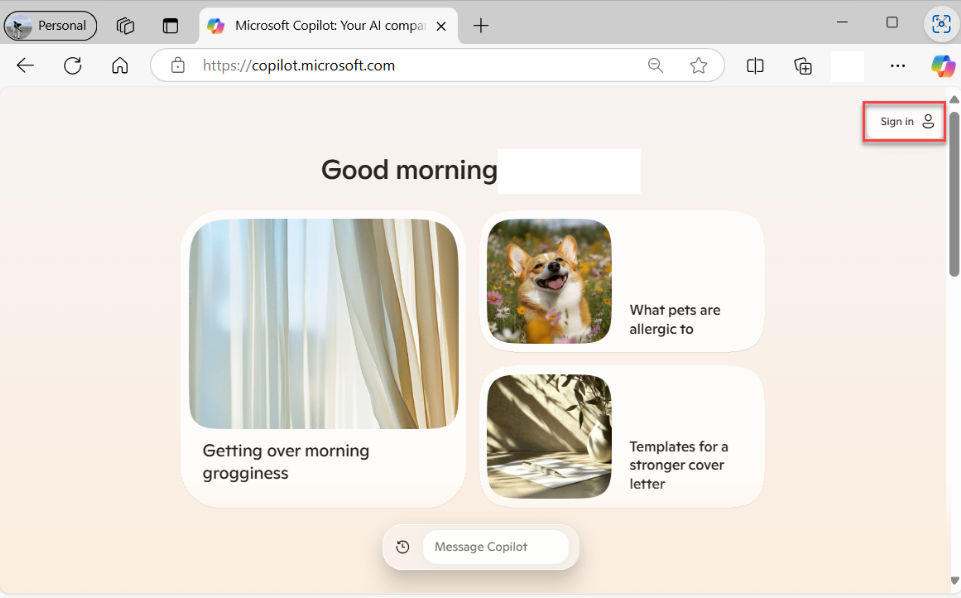 Personal
Microsoft Copilot: Your AI compa
https://copilot.microsoft.com
Sign in
Good morning
Getting over morning
grogginess
What pets are
allergic to
Templates for a
stronger cover
letter
Message Copilot